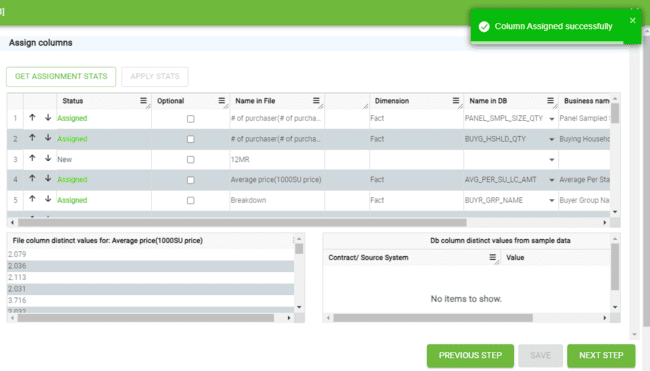 ]
Column Assigned successfully
Assign columns
GET ASSIGNMENT STATS APPLY STATS
Status Optional Name in File Dimension Name in DB Business nam
1 Assigned # of purchaser(# of purcha... Fact PANEL_SMPL_SIZE_QTY Panel Sampled S
2 Assigned # of purchaser(# of purcha... Fact BUYG_HSHLD_QTY Buying Househo
3 New 12MR
4 Assigned Average price(1000SU price) Fact AVG_PER_SU_LC_AMT Average Per Sta
5 Assigned Breakdown Fact BUYR_GRP_NAME Buyer Group Na
File column distinct values for: Average price(1000SU price)
2.079
2.036
2.113
2.031
3.716
2.032
Db column distinct values from sample data
Contract/ Source System Value
No items to show.
PREVIOUS STEP SAVE NEXT STEP